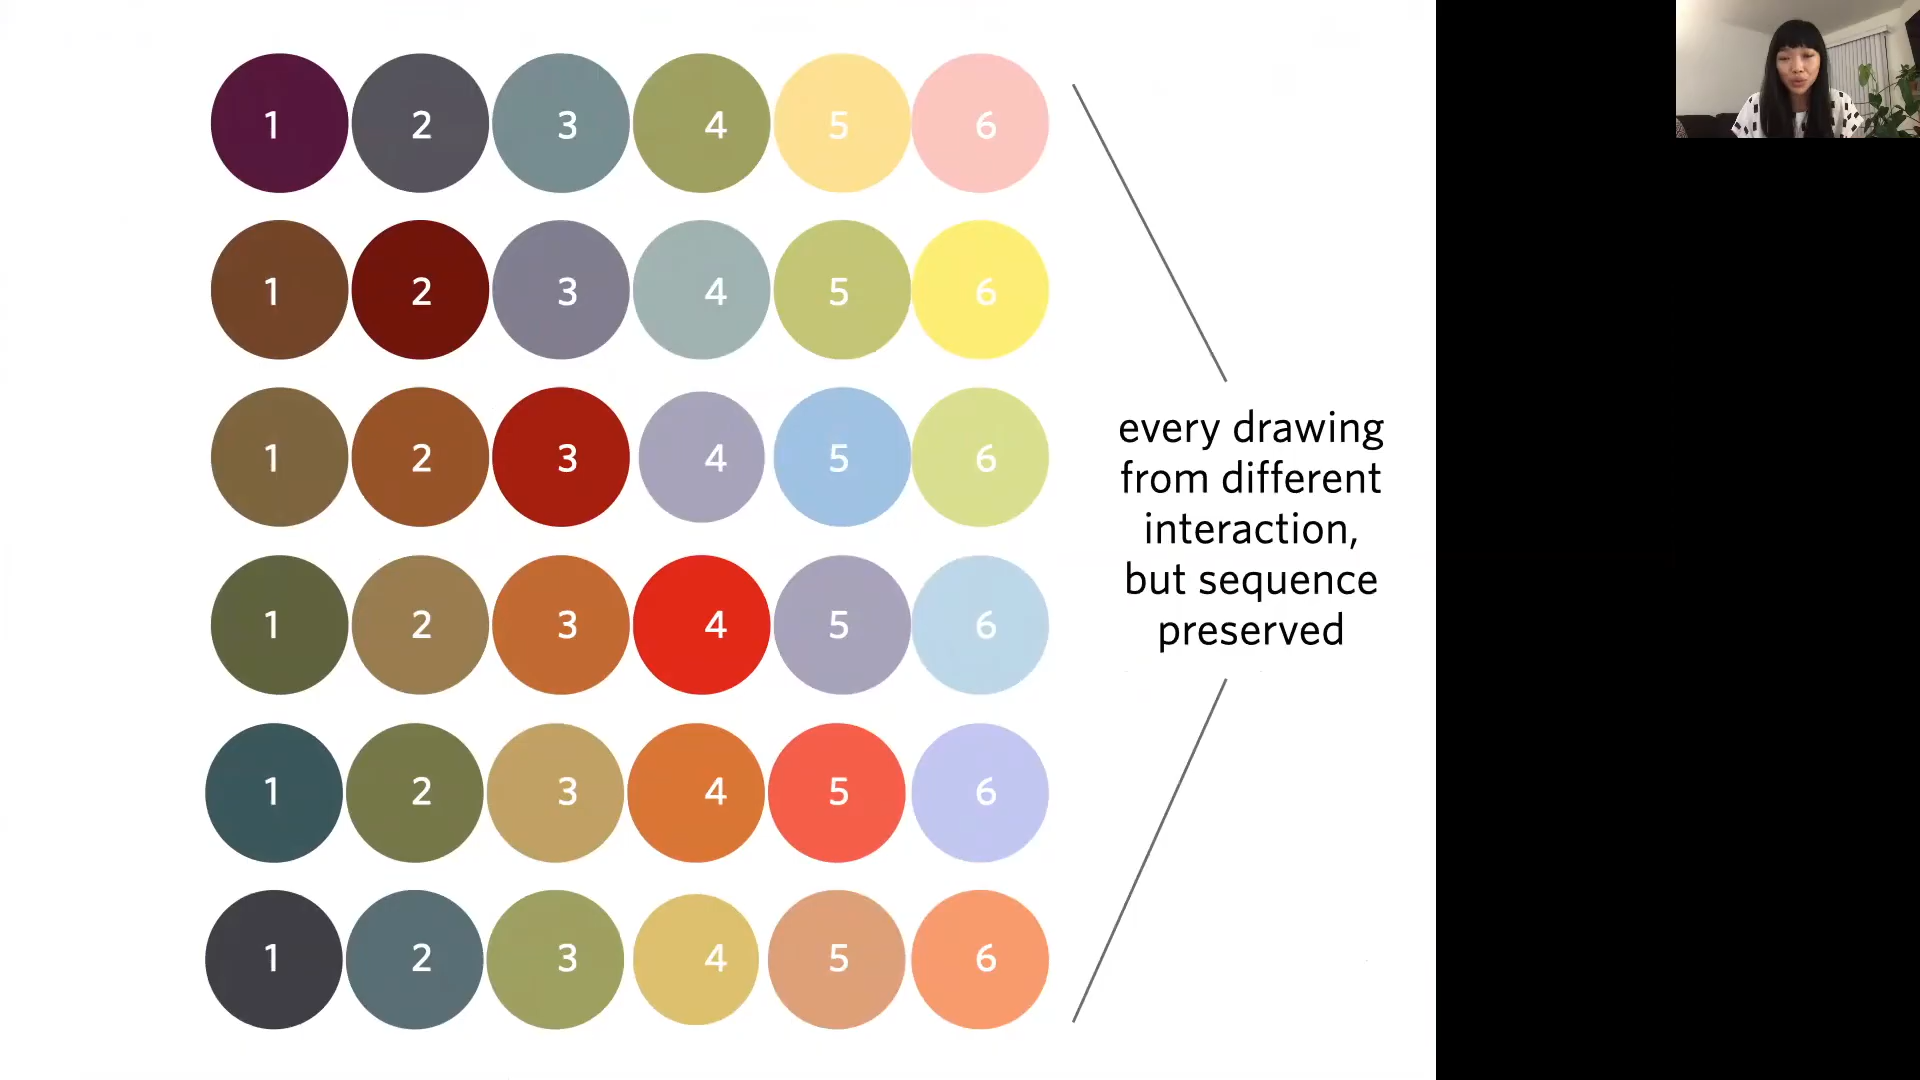 1 2 3 4 5 6
1 2 3 4 5 6
1 2 3 4 5 6
1 2 3 4 5 6
1 2 3 4 5 6
1 2 3 4 5 6
every drawing
from different
interaction,
but sequence
preserved